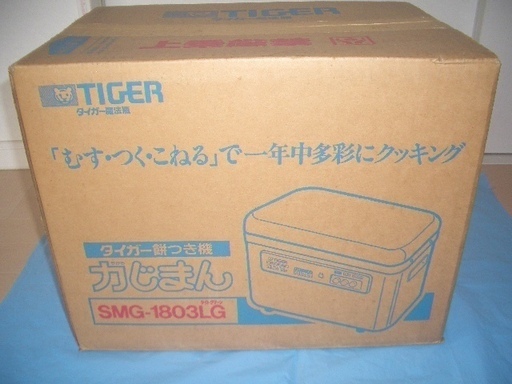 TIGER
タイガー魔法瓶
「むす・つく・こねる」で一年中多彩にクッキング
タイガー餅つき機
力じまん
SMG-1803LG